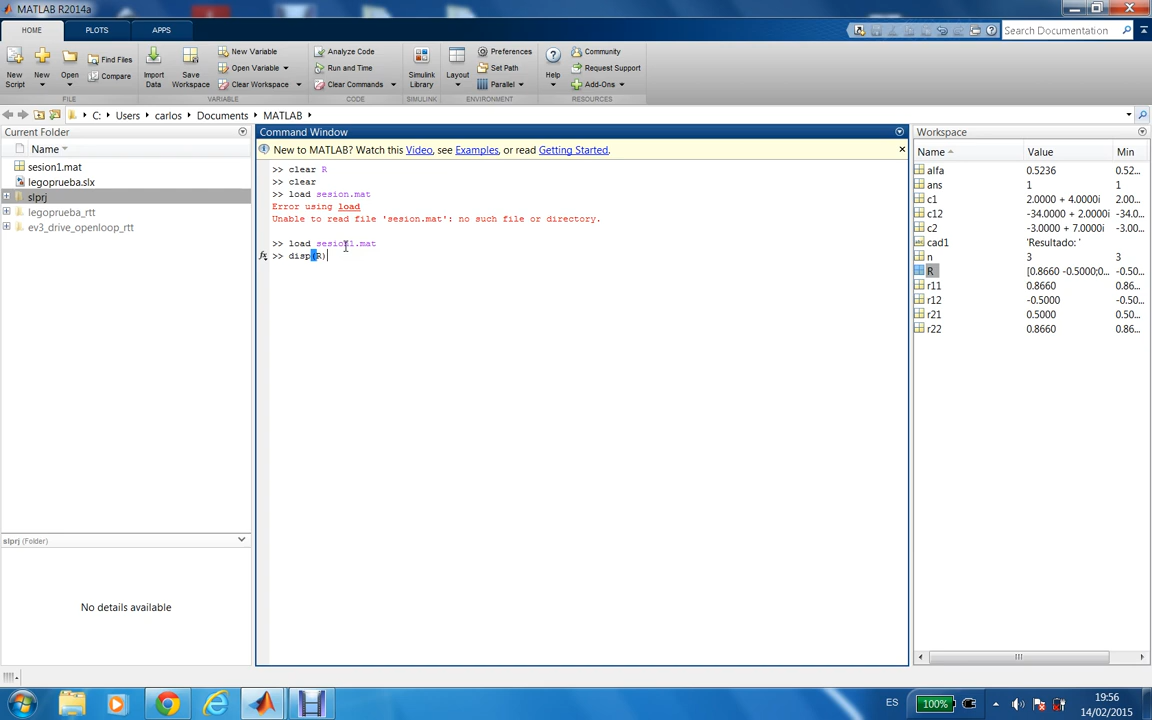 MATLAB R2014a
HOME PLOTS APPS
Search Documentation
New Script
New
Open
Find Files
Compare
FILE
Import Data
Save Workspace
New Variable
Open Variable
Clear Workspace
VARIABLE
Analyze Code
Run and Time
Clear Commands
CODE
Simulink Library
SIMULINK
Layout
Preferences
Set Path
Parallel
ENVIRONMENT
Help
Community
Request Support
Add-Ons
RESOURCES
C: Users carlos Documents MATLAB
Current Folder
Name
sesion1.mat
legoprueba.slx
slprj
legoprueba_rtt
ev3_drive_openloop_rtt
slprj (Folder)
No details available
Command Window
New to MATLAB? Watch this Video, see Examples, or read Getting Started.
>> clear R
>> clear
>> load sesion.mat
Error using load
Unable to read file 'sesion.mat': no such file or directory.
>> load sesion1.mat
fx >> disp(R)
Workspace
Name Value Min
alfa 0.5236 0.52...
ans 1 1
c1 2.0000 + 4.0000i 2.00...
c12 -34.0000 + 2.0000i -34.0...
c2 -3.0000 + 7.0000i -3.00...
cad1 'Resultado: '
n 3 3
R [0.8660 -0.5000;0... -0.50...
r11 0.8660 0.86...
r12 -0.5000 -0.50...
r21 0.5000 0.50...
r22 0.8660 0.86...
ES
100%
19:56
14/02/2015